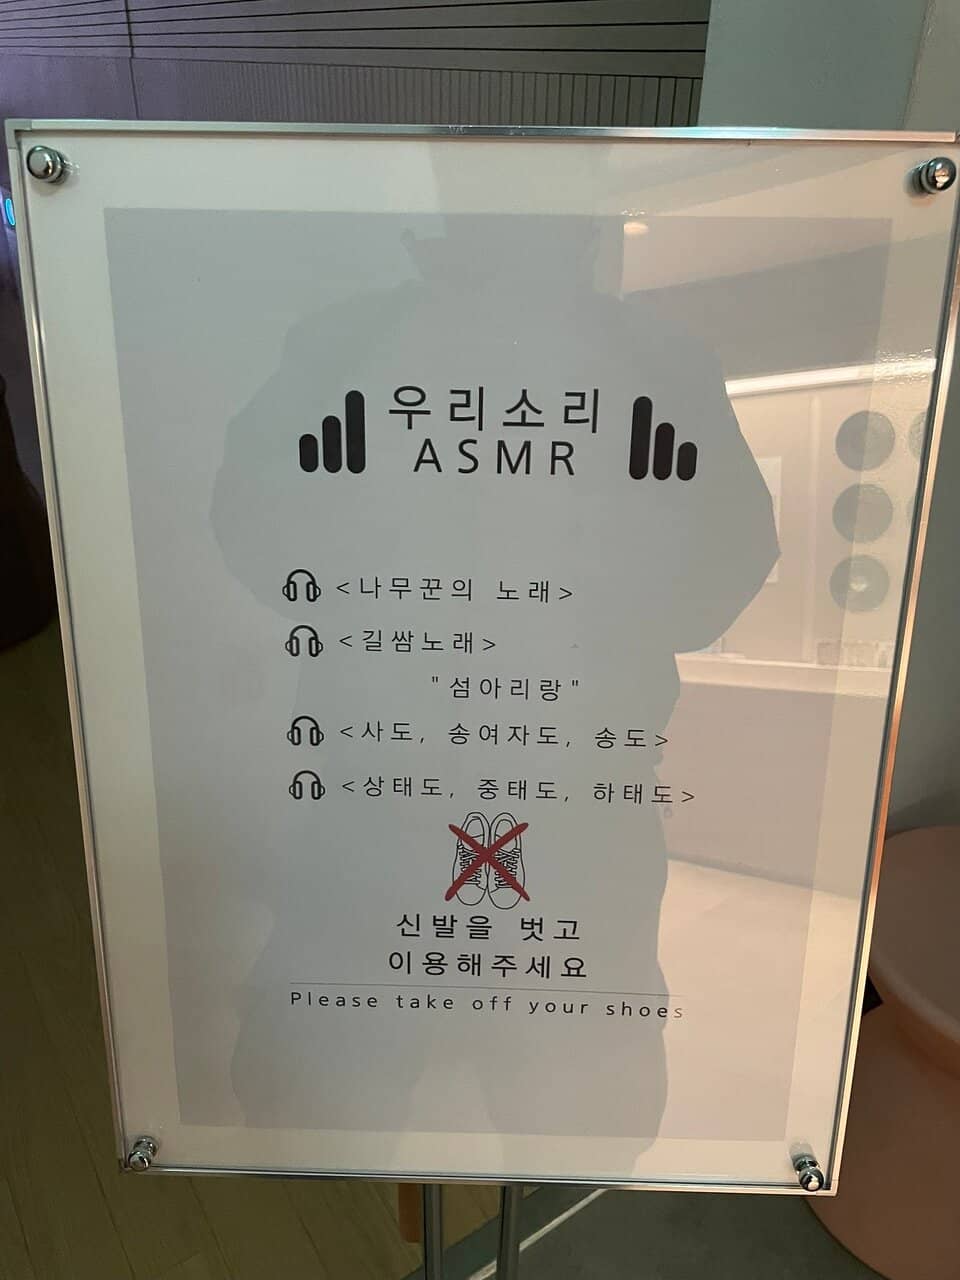 우리소리
ASMR
<나무꾼의 노래>
<길쌈노래>
"섬아리랑"
<사도, 송여자도, 송도>
<상태도, 중태도, 하태도>
신발을 벗고
이용해주세요
Please take off your shoes